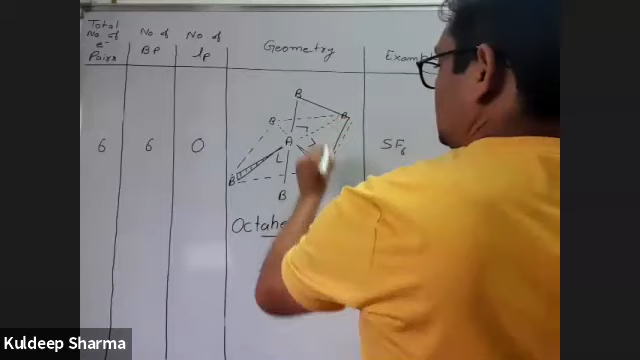 Total No. of No. of Geometry
No. of BP lp
e-
Pairs
B
B B
6 6 0 A SF6
B
B
Kuldeep Sharma